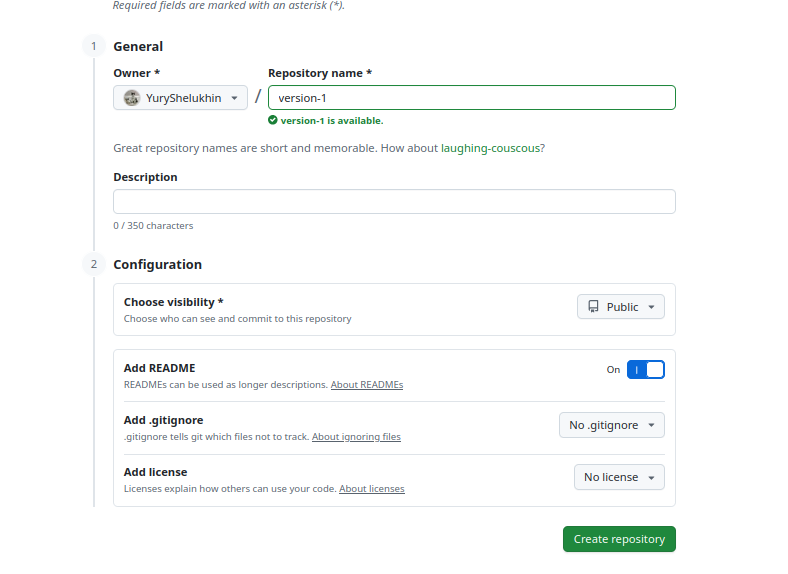 Required fields are marked with an asterisk (*).
1 General
Owner * Repository name *
YuryShelukhin / version-1
version-1 is available.
Great repository names are short and memorable. How about laughing-couscous?
Description
0 / 350 characters
2 Configuration
Choose visibility * Public
Choose who can see and commit to this repository
Add README On
READMEs can be used as longer descriptions. About READMEs
Add .gitignore No .gitignore
.gitignore tells git which files not to track. About ignoring files
Add license No license
Licenses explain how others can use your code. About licenses
Create repository